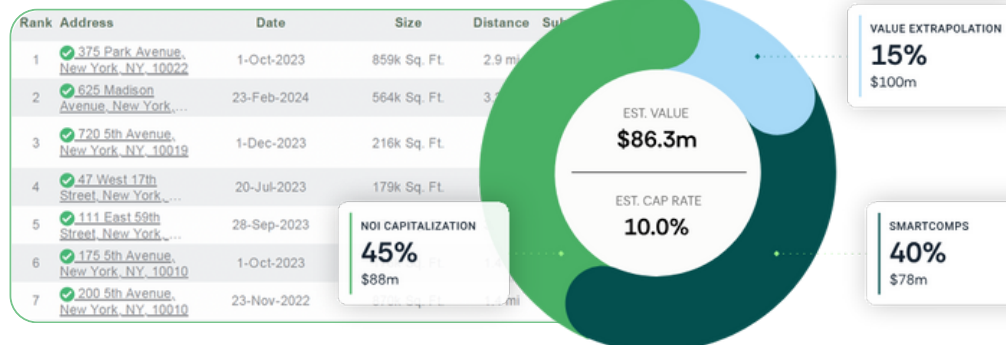 Rank Address Date Size Distance
1 375 Park Avenue, 1-Oct-2023 859k Sq. Ft. 2.9 mi
New York, NY, 10022
2 625 Madison 23-Feb-2024 564k Sq. Ft.
Avenue, New York,...
3 720 5th Avenue, 1-Dec-2023 216k Sq. Ft.
New York, NY, 10019
4 47 West 17th 20-Jul-2023 179k Sq. Ft.
Street, New York, ...
5 111 East 59th 28-Sep-2023
Street, New York, ...
6 175 5th Avenue, 1-Oct-2023
New York, NY, 10010
7 200 5th Avenue, 23-Nov-2022 mi
New York, NY, 10010
NOI CAPITALIZATION
45%
$88m
EST. VALUE
$86.3m
EST. CAP RATE
10.0%
VALUE EXTRAPOLATION
15%
$100m
SMARTCOMPS
40%
$78m